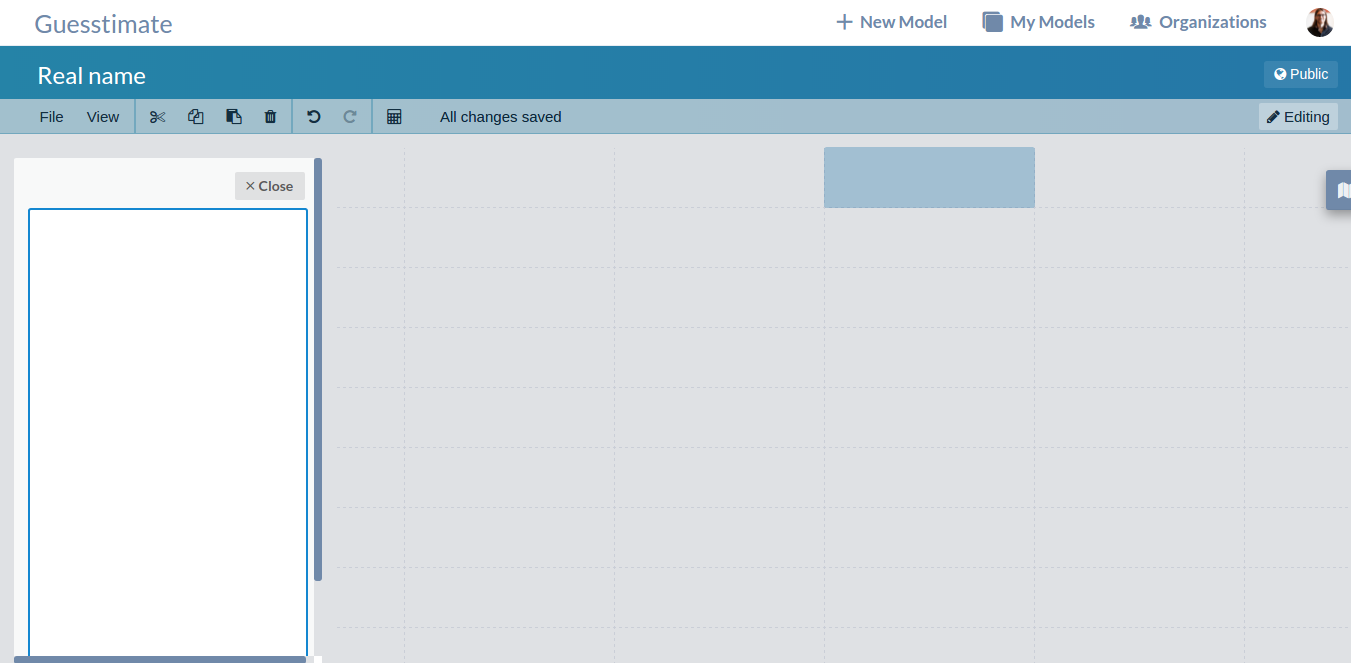 Guesstimate
New Model My Models Organizations
Real name
Public
File View All changes saved Editing
Close